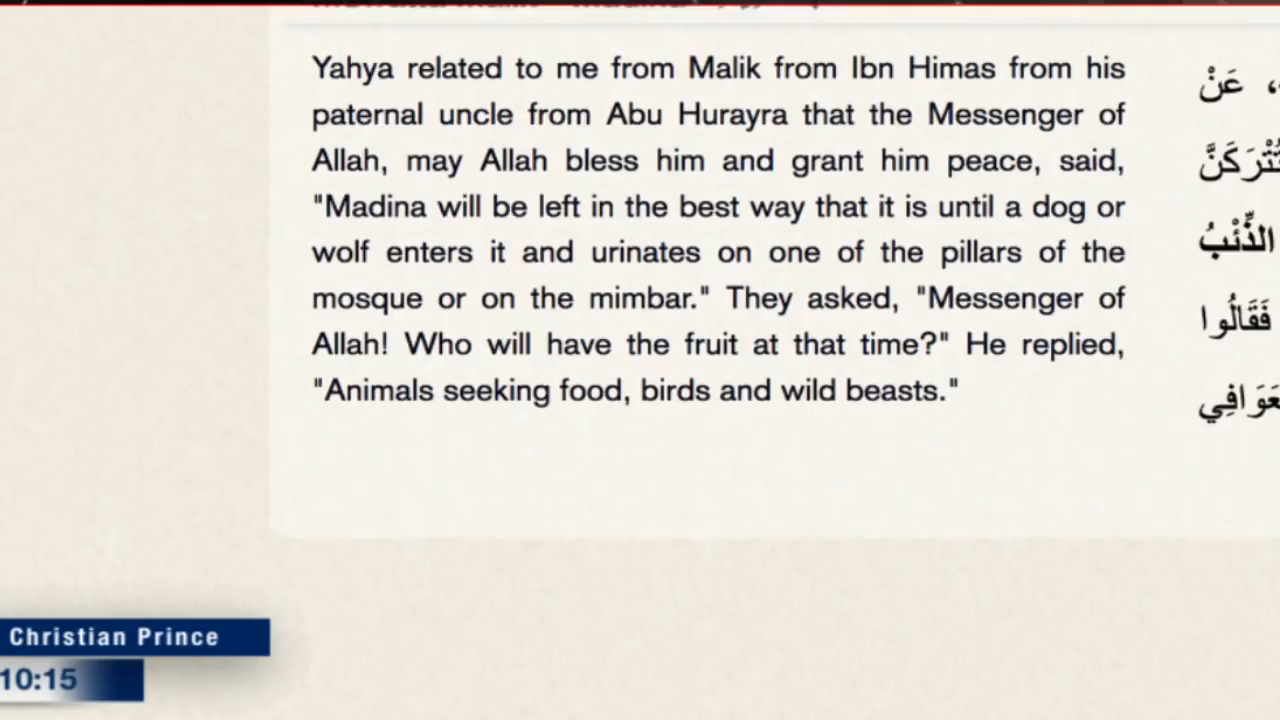 Yahya related to me from Malik from Ibn Himas from his
paternal uncle from Abu Hurayra that the Messenger of
Allah, may Allah bless him and grant him peace, said,
"Madina will be left in the best way that it is until a dog or
wolf enters it and urinates on one of the pillars of the
mosque or on the mimbar." They asked, "Messenger of
Allah! Who will have the fruit at that time?" He replied,
"Animals seeking food, birds and wild beasts."
، عَنْ
الذِّئْبُ
فَقَالُوا
Christian Prince
10:15